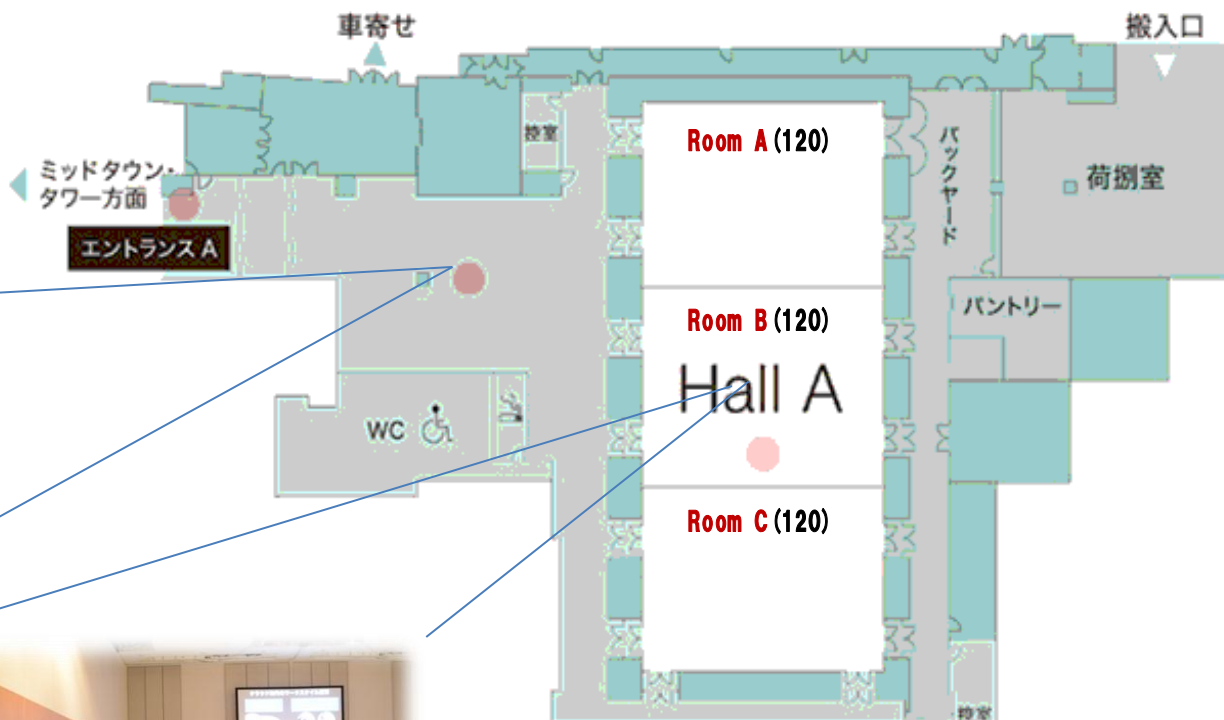 車寄せ
搬入口
控室
Room A (120)
バックヤード
ミッドタウン・
タワー方面
荷捌室
エントランス A
Room B (120)
パントリー
Hall A
WC
Room C (120)
控室